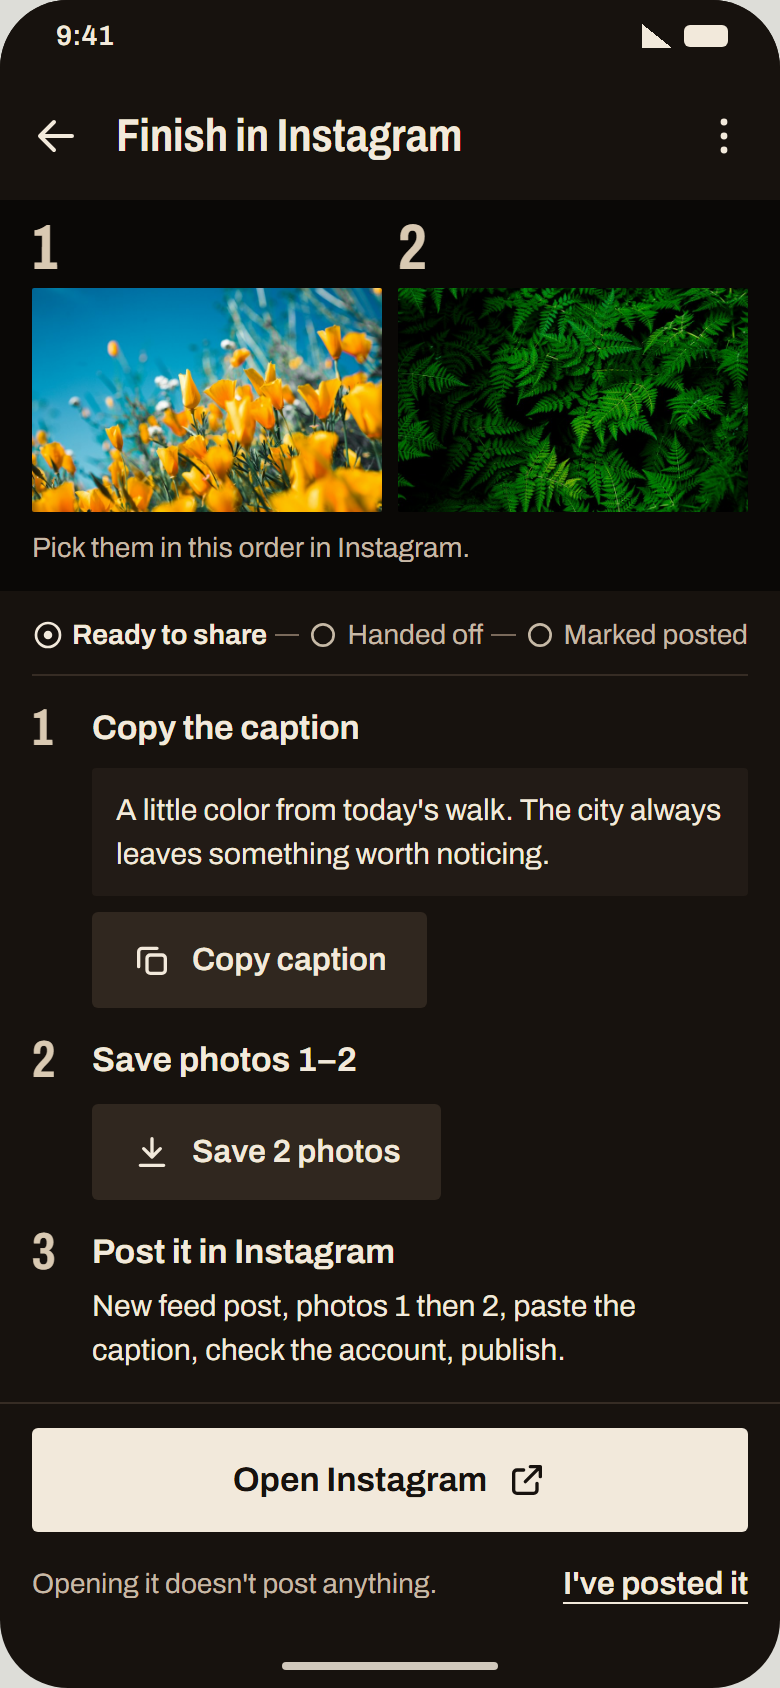 9:41
Finish in Instagram
1
2
Pick them in this order in Instagram.
Ready to share — Handed off — Marked posted
1 Copy the caption
A little color from today's walk. The city always
leaves something worth noticing.
Copy caption
2 Save photos 1–2
Save 2 photos
3 Post it in Instagram
New feed post, photos 1 then 2, paste the
caption, check the account, publish.
Open Instagram
Opening it doesn't post anything.
I've posted it